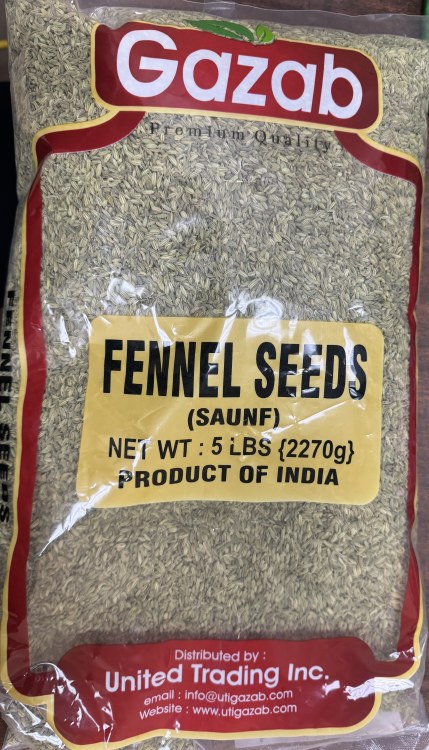 Gazab
Premium Quality
FENNEL SEEDS
FENNEL SEEDS
(SAUNF)
NET WT : 5 LBS {2270g}
PRODUCT OF INDIA
Distributed by :
United Trading Inc.
email : info@utigazab.com
Website : www.utigazab.com